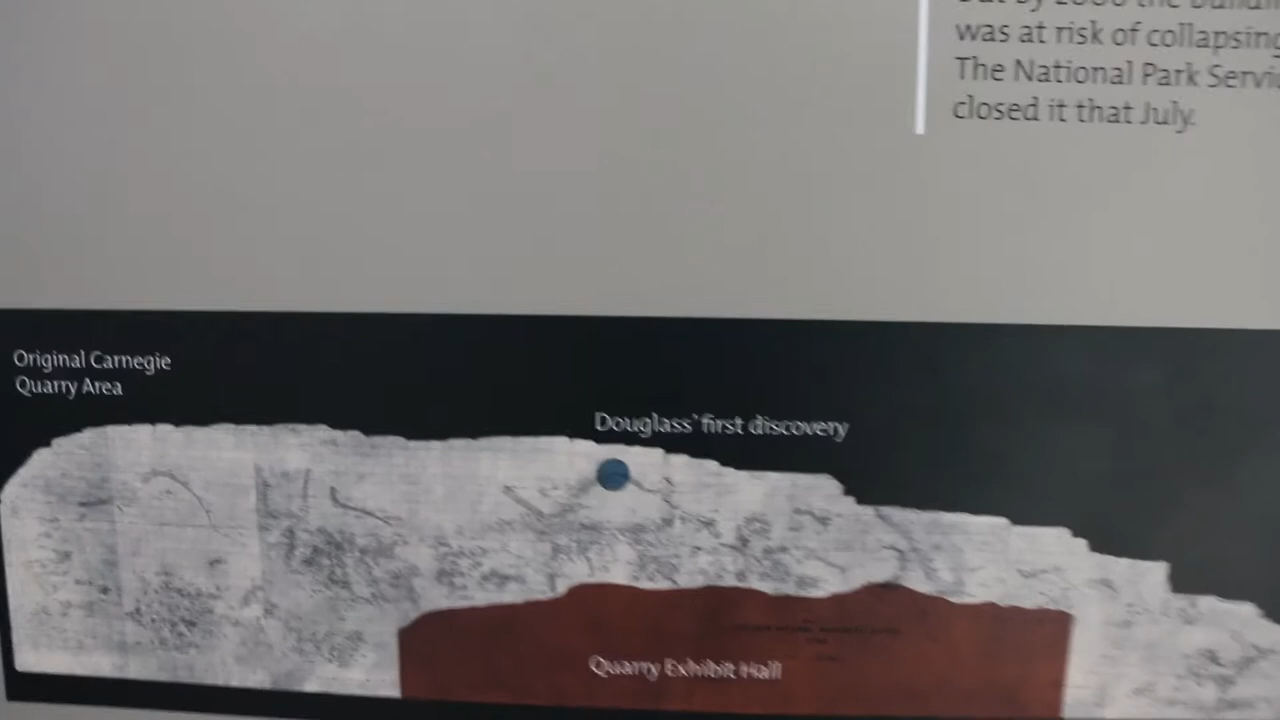 was at risk of collapsing
The National Park
closed it that July.
Original Carnegie
Quarry Area
Douglass' first discovery
Quarry Exhibit Hall